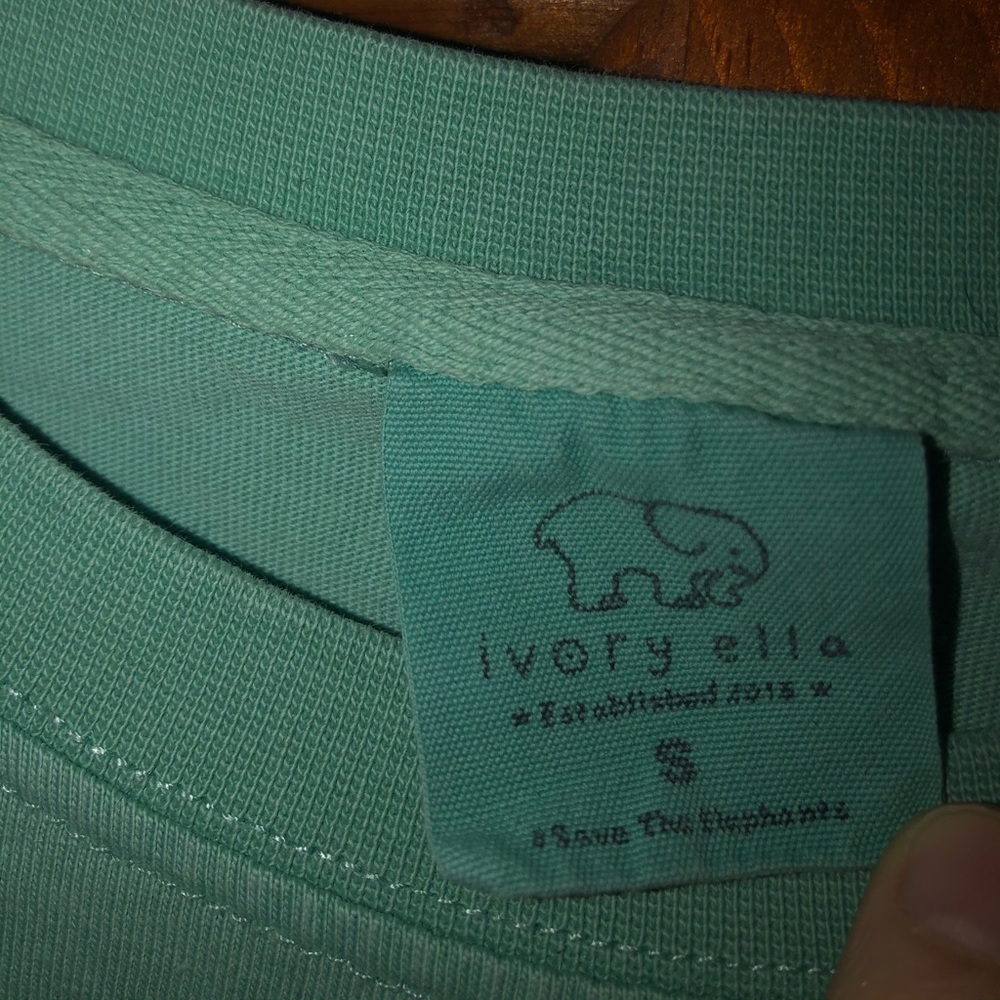 ivory ella
* Established 2015 *
S
#Save The Elephants